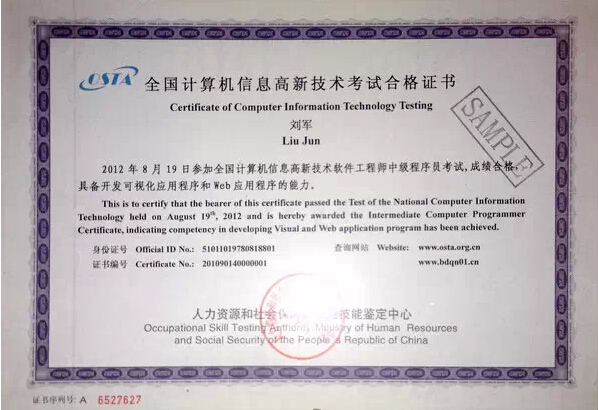 OSTA
全国计算机信息高新技术考试合格证书
Certificate of Computer Information Technology Testing
刘军
Liu Jun
SAMPLE
2012年8月19日参加全国计算机信息高新技术软件工程师中级程序员考试,成绩合格,
具备开发可视化应用程序和Web应用程序的能力。
This is to certify that the bearer of this certificate passed the Test of the National Computer Information
Technology held on August 19th, 2012 and is hereby awarded the Intermediate Computer Programmer
Certificate, indicating competency in developing Visual and Web application program has been achieved.
身份证号 Official ID No.: 51011019780818801 查询网站 Website: www.osta.org.cn
证书编号 Certificate No.: 201090140000001 www.bdqn01.cn
人力资源和社会保 技能鉴定中心
Occupational Skill Testing Authority, Ministry of Human Resources
and Social Security of the People's Republic of China
证书序列号: A 6527627